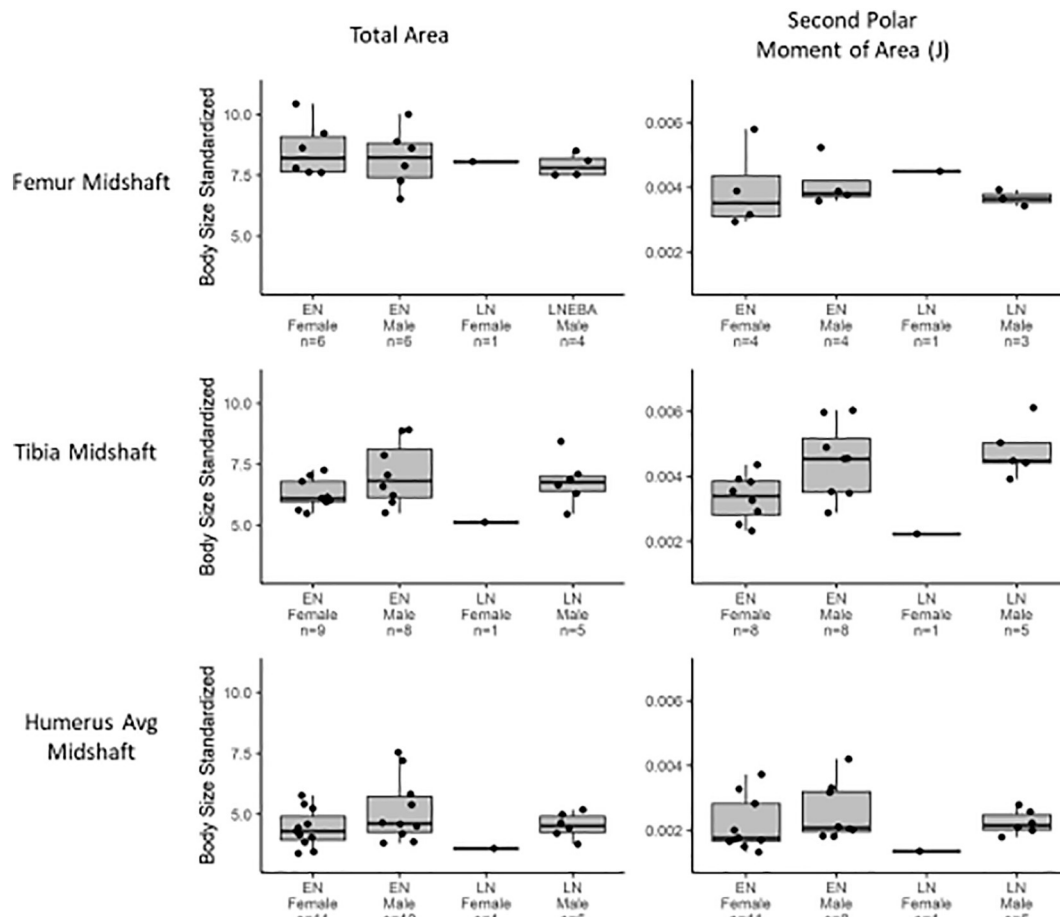 Total Area
Second Polar
Moment of Area (J)
Femur Midshaft
Body Size Standardized
10.0
7.5
5.0
EN
Female
n=6
EN
Male
n=6
LN
Female
n=1
LNEBA
Male
n=4
0.006
0.004
0.002
EN
Female
n=4
EN
Male
n=4
LN
Female
n=1
LN
Male
n=3
Tibia Midshaft
Body Size Standardized
10.0
7.5
5.0
EN
Female
n=9
EN
Male
n=8
LN
Female
n=1
LN
Male
n=5
0.006
0.004
0.002
EN
Female
n=8
EN
Male
n=8
LN
Female
n=1
LN
Male
n=5
Humerus Avg
Midshaft
Body Size Standardized
10.0
7.5
5.0
EN
Female
EN
Male
LN
Female
LN
Male
0.006
0.004
0.002
EN
Female
EN
Male
LN
Female
LN
Male